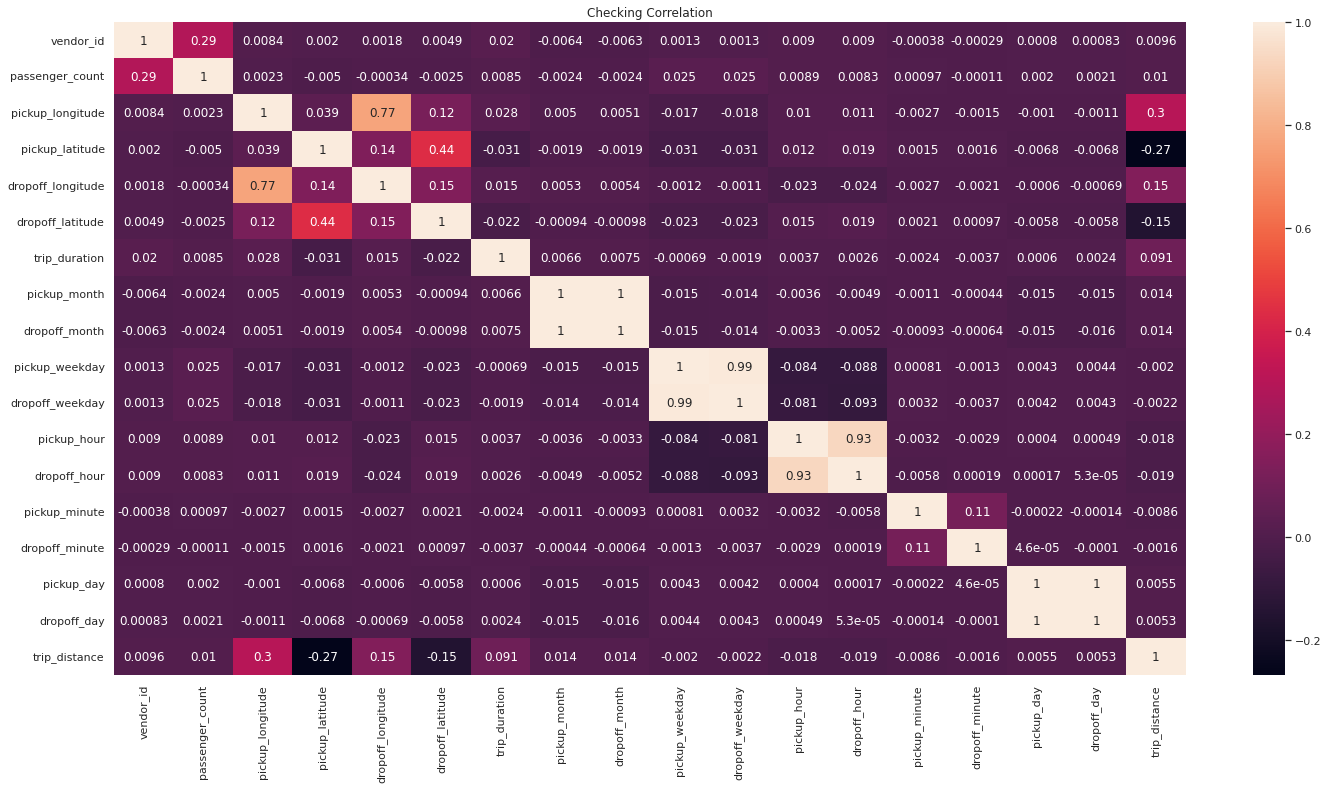 Checking Correlation
vendor_id 1 0.29 0.0084 0.002 0.0018 0.0049 0.02 -0.0064 -0.0063 0.0013 0.0013 0.009 0.009 -0.00038 -0.00029 0.0008 0.00083 0.0096
passenger_count 0.29 1 0.0023 -0.005 -0.00034 -0.0025 0.0085 -0.0024 -0.0024 0.025 0.025 0.0089 0.0083 0.00097 -0.00011 0.002 0.0021 0.01
pickup_longitude 0.0084 0.0023 1 0.039 0.77 0.12 0.028 0.005 0.0051 -0.017 -0.018 0.01 0.011 -0.0027 -0.0015 -0.001 -0.0011 0.3
pickup_latitude 0.002 -0.005 0.039 1 0.14 0.44 -0.031 -0.0019 -0.0019 -0.031 -0.031 0.012 0.019 0.0015 0.0016 -0.0068 -0.0068 -0.27
dropoff_longitude 0.0018 -0.00034 0.77 0.14 1 0.15 0.015 0.0053 0.0054 -0.0012 -0.0011 -0.023 -0.024 -0.0027 -0.0021 -0.0006 -0.00069 0.15
dropoff_latitude 0.0049 -0.0025 0.12 0.44 0.15 1 -0.022 -0.00094 -0.00098 -0.023 -0.023 0.015 0.019 0.0021 0.00097 -0.0058 -0.0058 -0.15
trip_duration 0.02 0.0085 0.028 -0.031 0.015 -0.022 1 0.0066 0.0075 -0.00069 -0.0019 0.0037 0.0026 -0.0024 -0.0037 0.0006 0.0024 0.091
pickup_month -0.0064 -0.0024 0.005 -0.0019 0.0053 -0.00094 0.0066 1 1 -0.015 -0.014 -0.0036 -0.0049 -0.0011 -0.00044 -0.015 -0.015 0.014
dropoff_month -0.0063 -0.0024 0.0051 -0.0019 0.0054 -0.00098 0.0075 1 1 -0.015 -0.014 -0.0033 -0.0052 -0.00093 -0.00064 -0.015 -0.016 0.014
pickup_weekday 0.0013 0.025 -0.017 -0.031 -0.0012 -0.023 -0.00069 -0.015 -0.015 1 0.99 -0.084 -0.088 0.00081 -0.0013 0.0043 0.0044 -0.002
dropoff_weekday 0.0013 0.025 -0.018 -0.031 -0.0011 -0.023 -0.0019 -0.014 -0.014 0.99 1 -0.081 -0.093 0.0032 -0.0037 0.0042 0.0043 -0.0022
pickup_hour 0.009 0.0089 0.01 0.012 -0.023 0.015 0.0037 -0.0036 -0.0033 -0.084 -0.081 1 0.93 -0.0032 -0.0029 0.0004 0.00049 -0.018
dropoff_hour 0.009 0.0083 0.011 0.019 -0.024 0.019 0.0026 -0.0049 -0.0052 -0.088 -0.093 0.93 1 -0.0058 0.00019 0.00017 5.3e-05 -0.019
pickup_minute -0.00038 0.00097 -0.0027 0.0015 -0.0027 0.0021 -0.0024 -0.0011 -0.00093 0.00081 0.0032 -0.0032 -0.0058 1 0.11 -0.00022 -0.00014 -0.0086
dropoff_minute -0.00029 -0.00011 -0.0015 0.0016 -0.0021 0.00097 -0.0037 -0.00044 -0.00064 -0.0013 -0.0037 -0.0029 0.00019 0.11 1 4.6e-05 -0.0001 -0.0016
pickup_day 0.0008 0.002 -0.001 -0.0068 -0.0006 -0.0058 0.0006 -0.015 -0.015 0.0043 0.0042 0.0004 0.00017 -0.00022 4.6e-05 1 1 0.0055
dropoff_day 0.00083 0.0021 -0.0011 -0.0068 -0.00069 -0.0058 0.0024 -0.015 -0.016 0.0044 0.0043 0.00049 5.3e-05 -0.00014 -0.0001 1 1 0.0053
trip_distance 0.0096 0.01 0.3 -0.27 0.15 -0.15 0.091 0.014 0.014 -0.002 -0.0022 -0.018 -0.019 -0.0086 -0.0016 0.0055 0.0053 1
vendor_id passenger_count pickup_longitude pickup_latitude dropoff_longitude dropoff_latitude trip_duration pickup_month dropoff_month pickup_weekday dropoff_weekday pickup_hour dropoff_hour pickup_minute dropoff_minute pickup_day dropoff_day trip_distance
1.0
0.8
0.6
0.4
0.2
0.0
−0.2